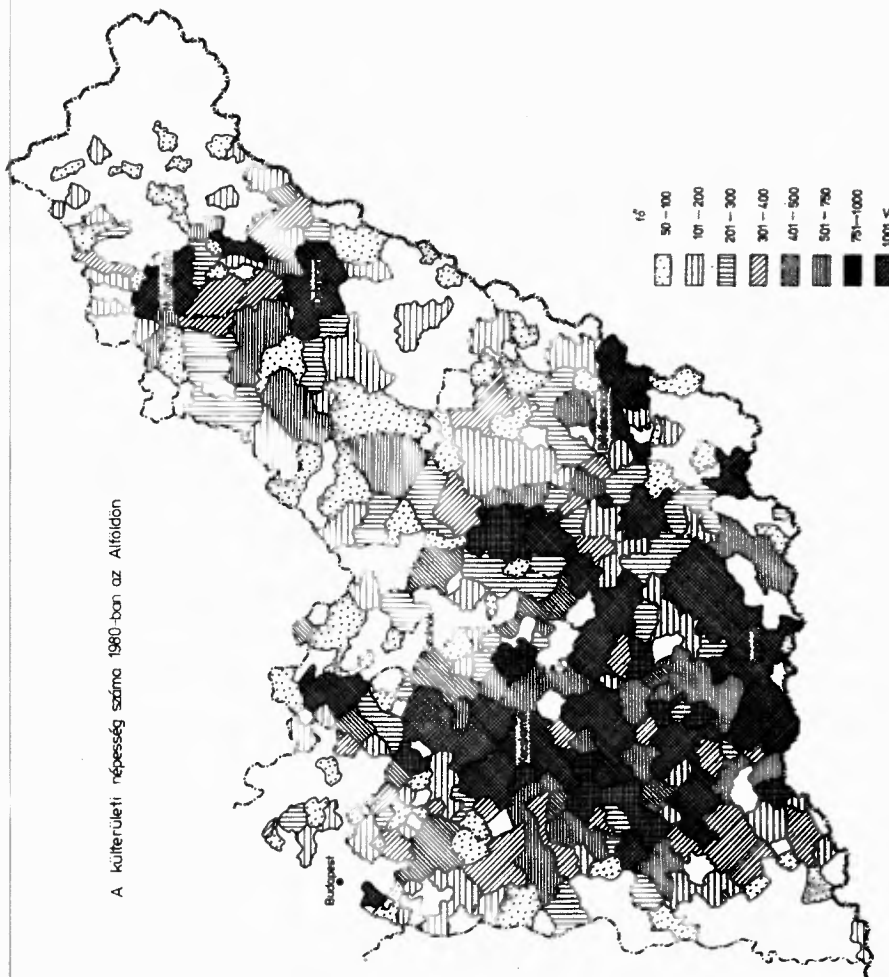 A külterületi népesség száma 1980-ban az Alföldön
Budapest
fő
50 – 100
101 – 200
201 – 300
301 – 400
401 – 500
501 – 750
751 – 1000
1001 <